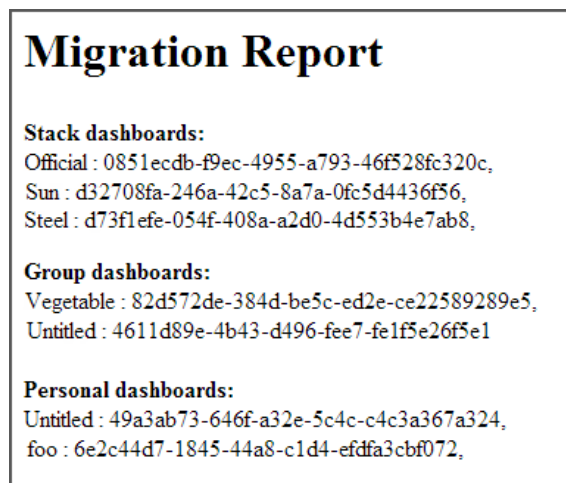 Migration Report
Stack dashboards:
Official : 0851ecdb-f9ec-4955-a793-46f528fc320c,
Sun : d32708fa-246a-42c5-8a7a-0fc5d4436f56,
Steel : d73f1efe-054f-408a-a2d0-4d553b4e7ab8,
Group dashboards:
Vegetable : 82d572de-384d-be5c-ed2e-ce22589289e5,
Untitled : 4611d89e-4b43-d496-fee7-fe1f5e26f5e1
Personal dashboards:
Untitled : 49a3ab73-646f-a32e-5c4c-c4c3a367a324,
foo : 6e2c44d7-1845-44a8-c1d4-efdfa3cbf072,